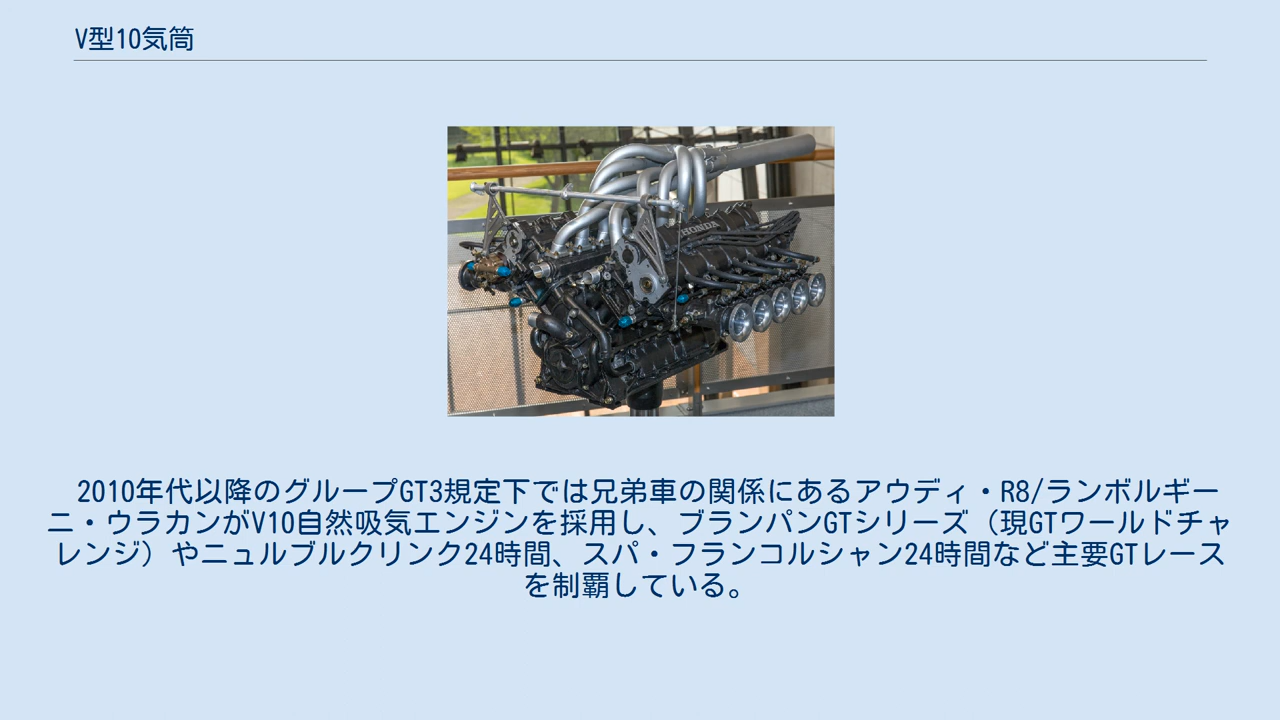 V型10気筒
HONDA
2010年代以降のグループGT3規定下では兄弟車の関係にあるアウディ・R8/ランボルギー
ニ・ウラカンがV10自然吸気エンジンを採用し、ブランパンGTシリーズ（現GTワールドチャ
レンジ）やニュルブルクリンク24時間、スパ・フランコルシャン24時間など主要GTレース
を制覇している。